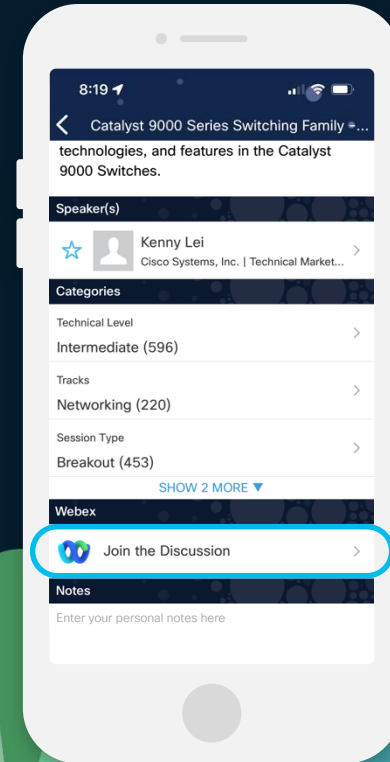 8:19
Catalyst 9000 Series Switching Family -...
technologies, and features in the Catalyst
9000 Switches.
Speaker(s)
Kenny Lei
Cisco Systems, Inc. | Technical Market...
Categories
Technical Level
Intermediate (596)
Tracks
Networking (220)
Session Type
Breakout (453)
SHOW 2 MORE ▼
Webex
Join the Discussion
Notes
Enter your personal notes here